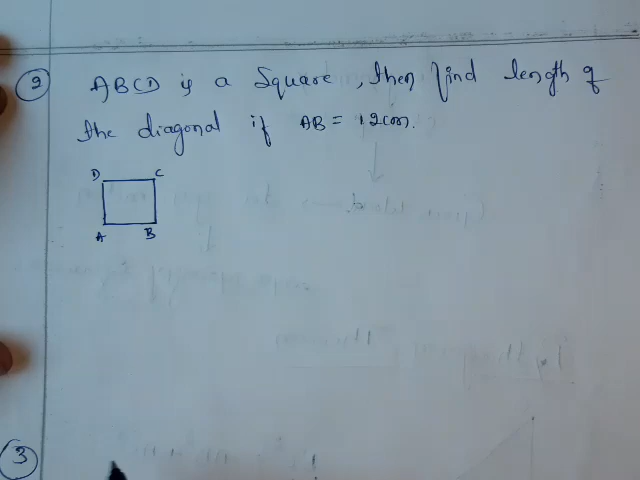 2 ABCD is a Square, then find length of
the diagonal if AB = 12cm.
D C
A B
3